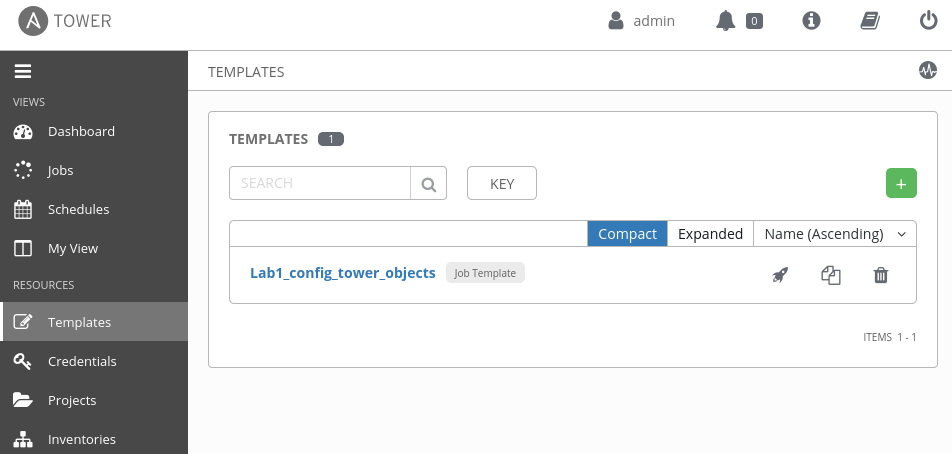 A TOWER
admin
0
VIEWS
Dashboard
Jobs
Schedules
My View
RESOURCES
Templates
Credentials
Projects
Inventories
TEMPLATES
TEMPLATES 1
SEARCH
KEY
+
Compact Expanded Name (Ascending)
Lab1_config_tower_objects Job Template
ITEMS 1 - 1